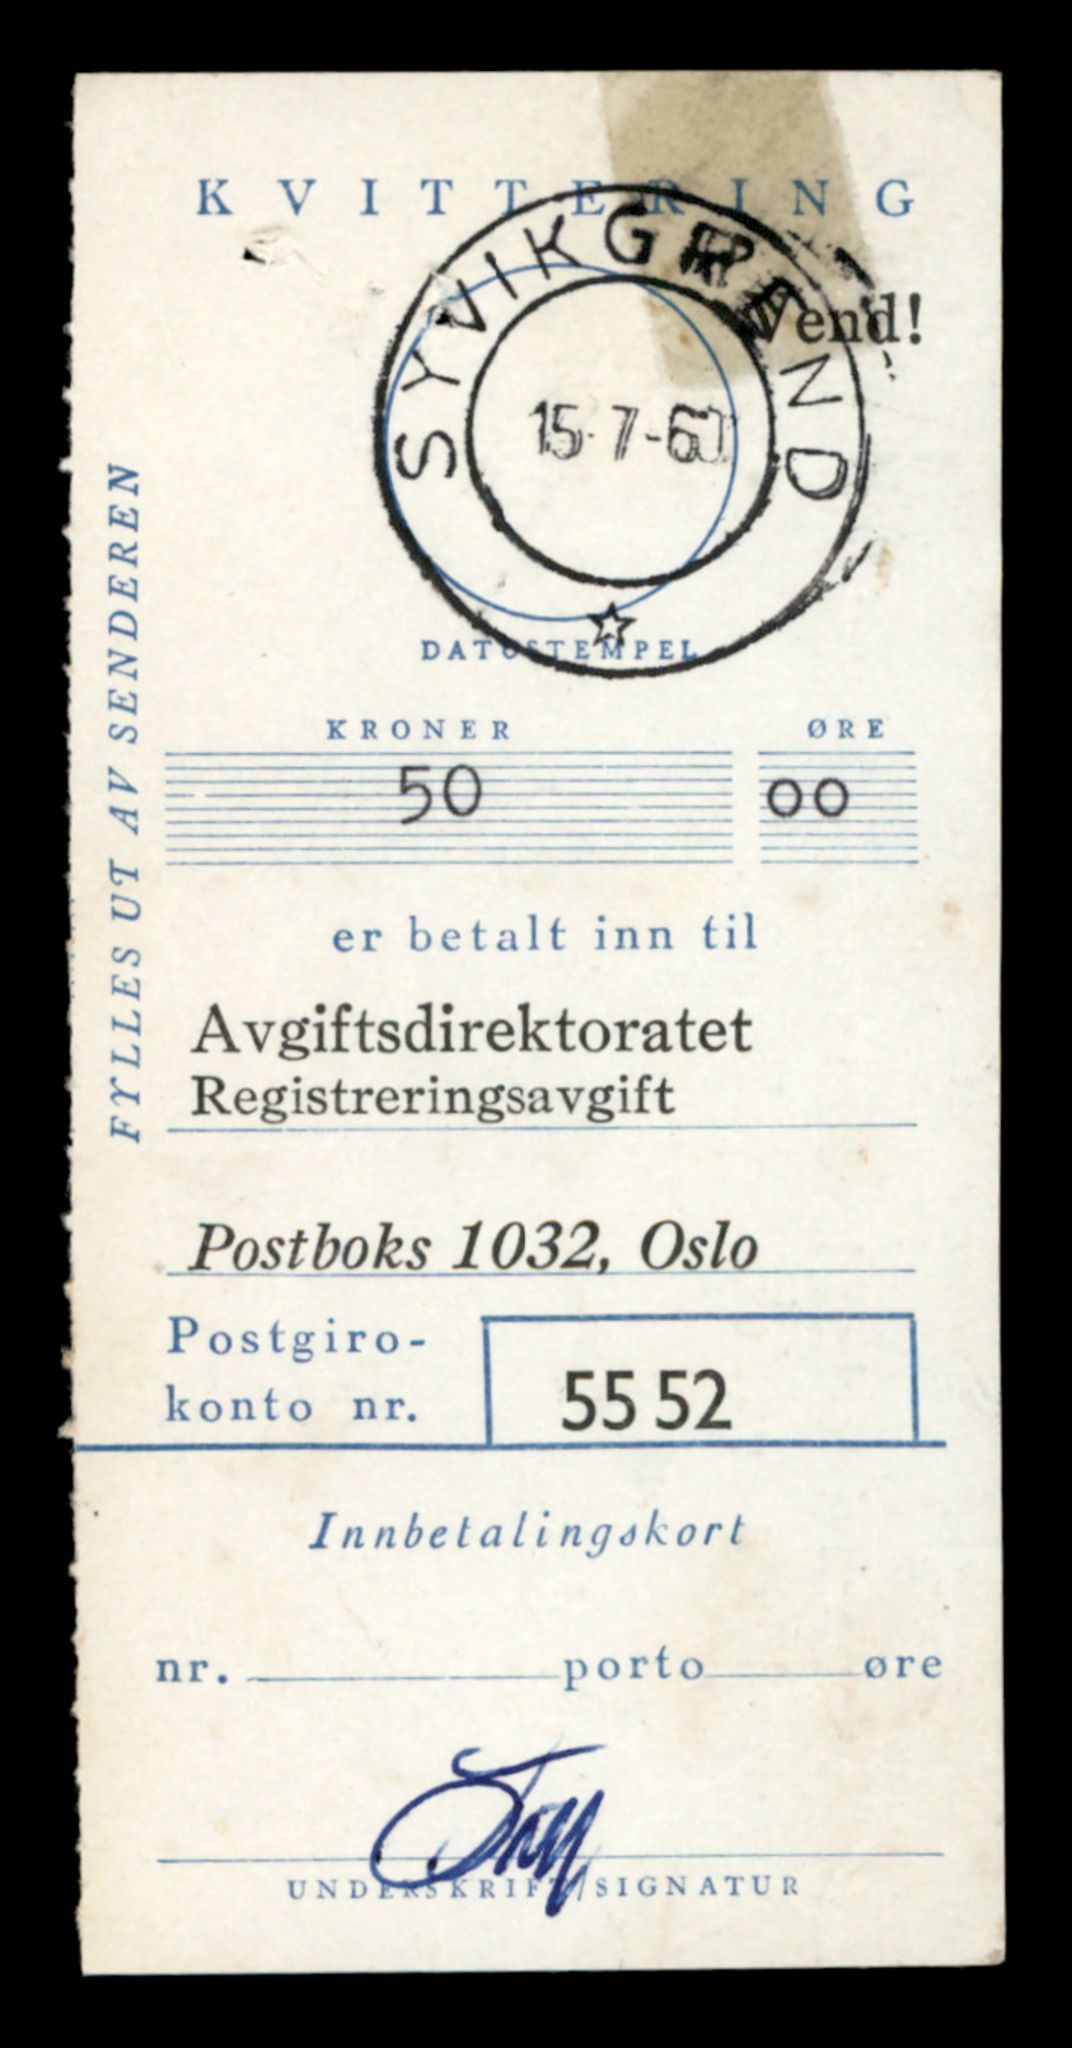 KVITTERING
Vend!
SYVIKGREND
15-7-60
DATOSTEMPEL
FYLLES UT AV SENDEREN
KRONER ØRE
50 00
er betalt inn til
Avgiftsdirektoratet
Registreringsavgift
Postboks 1032, Oslo
Postgiro-
konto nr. 55 52
Innbetalingskort
nr. porto øre
UNDERSKRIFT/SIGNATUR